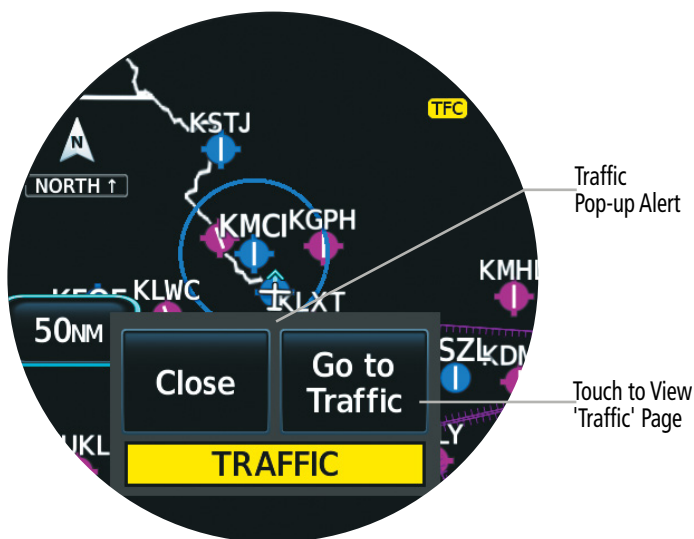 TFC
KSTJ
N
NORTH ↑
Traffic
Pop-up Alert
KMCI
KGPH
KLWC
KLXT
50NM
Close
Go to
Traffic
Touch to View
'Traffic' Page
TRAFFIC